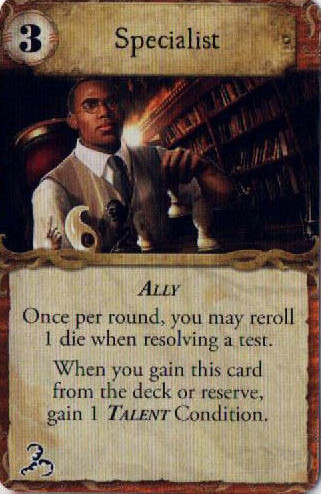 3
Specialist
ALLY
Once per round, you may reroll
1 die when resolving a test.
When you gain this card
from the deck or reserve,
gain 1 TALENT Condition.